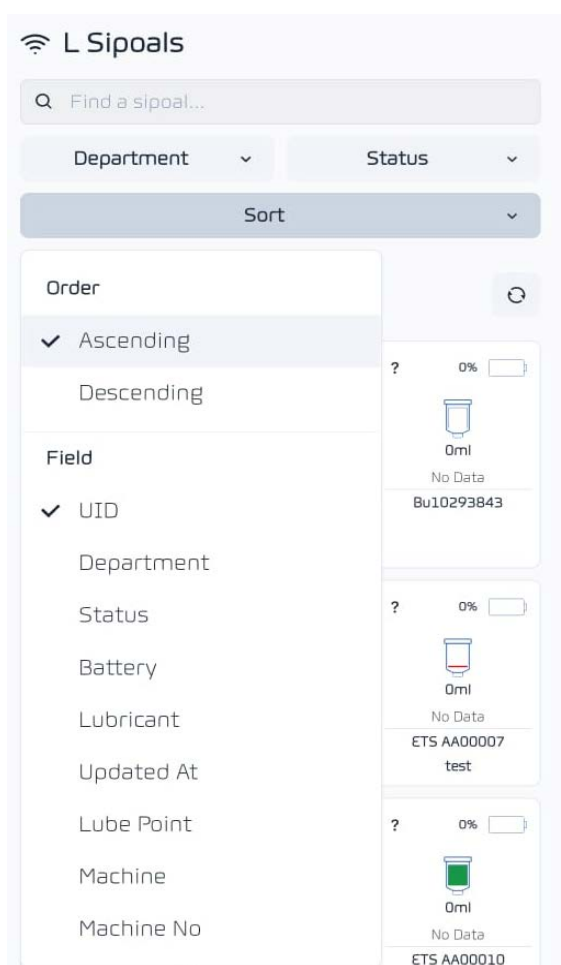 L Sipoals
Find a sipoal...
Department
Status
Sort
Order
Ascending
Descending
Field
UID
Department
Status
Battery
Lubricant
Updated At
Lube Point
Machine
Machine No
? 0%
0ml
No Data
Bu10293843
? 0%
0ml
No Data
ETS AA00007
test
? 0%
0ml
No Data
ETS AA00010